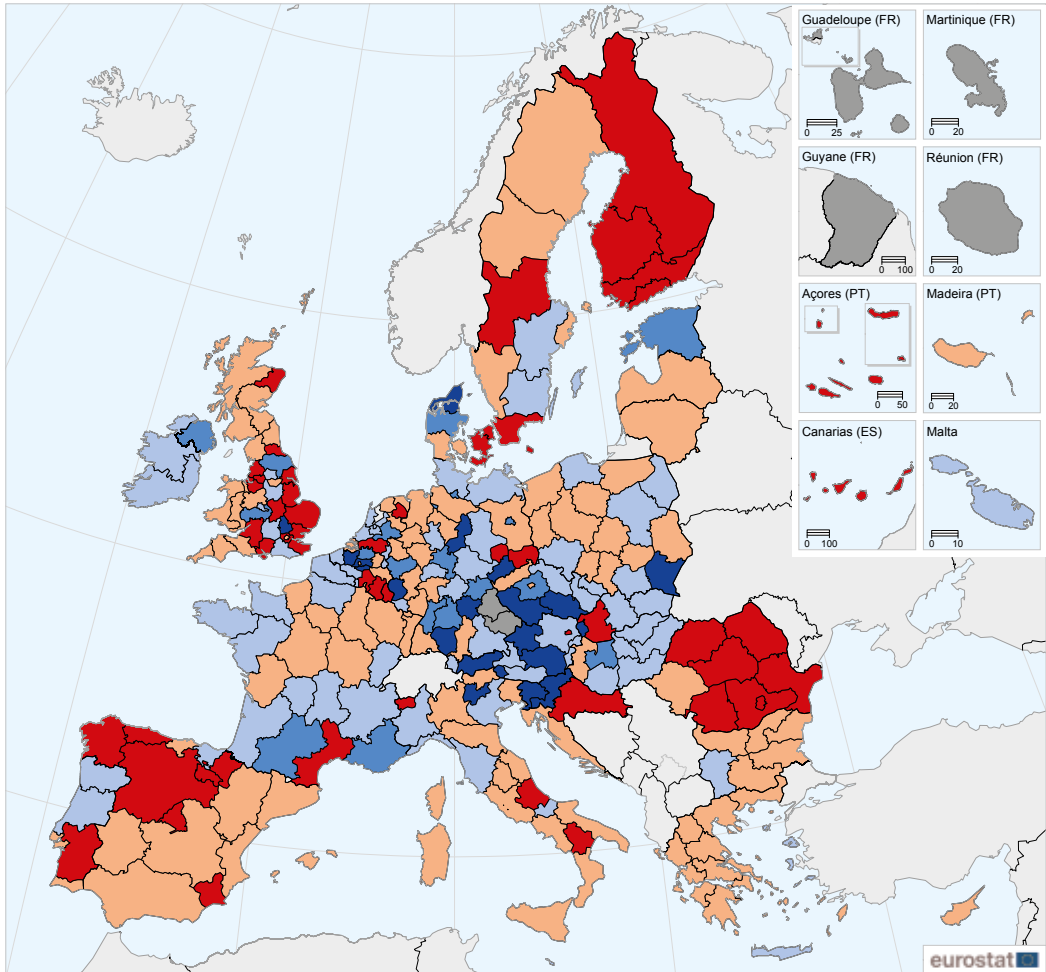 Guadeloupe (FR)
0 25
Martinique (FR)
0 20
Guyane (FR)
0 100
Réunion (FR)
0 20
Açores (PT)
0 50
Madeira (PT)
0 20
Canarias (ES)
0 100
Malta
0 10
eurostat